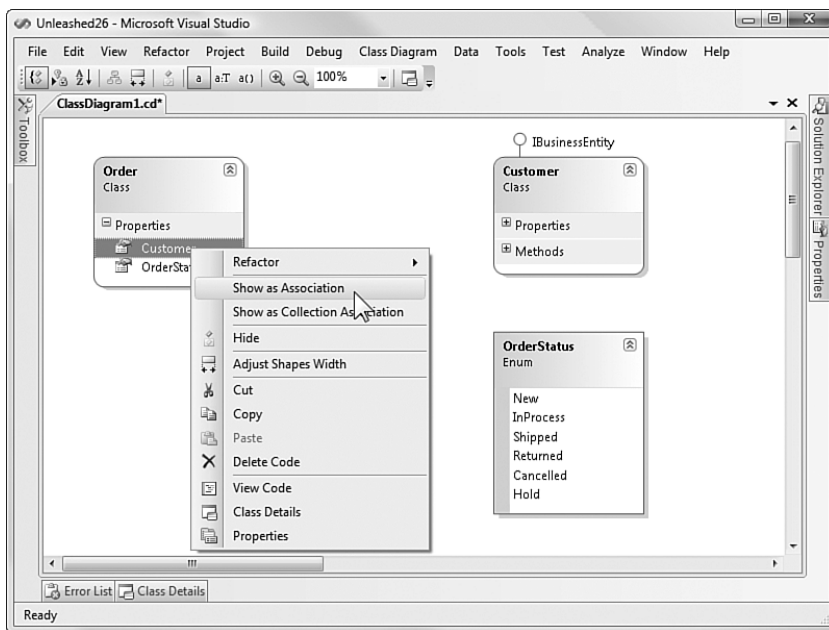 Unleashed26 - Microsoft Visual Studio
File Edit View Refactor Project Build Debug Class Diagram Data Tools Test Analyze Window Help
a a:T a() 100%
ClassDiagram1.cd*
Toolbox
Solution Explorer
Properties
Order
Class
Properties
Customer
OrderSta
IBusinessEntity
Customer
Class
Properties
Methods
OrderStatus
Enum
New
InProcess
Shipped
Returned
Cancelled
Hold
Refactor
Show as Association
Show as Collection Association
Hide
Adjust Shapes Width
Cut
Copy
Paste
Delete Code
View Code
Class Details
Properties
Error List Class Details
Ready